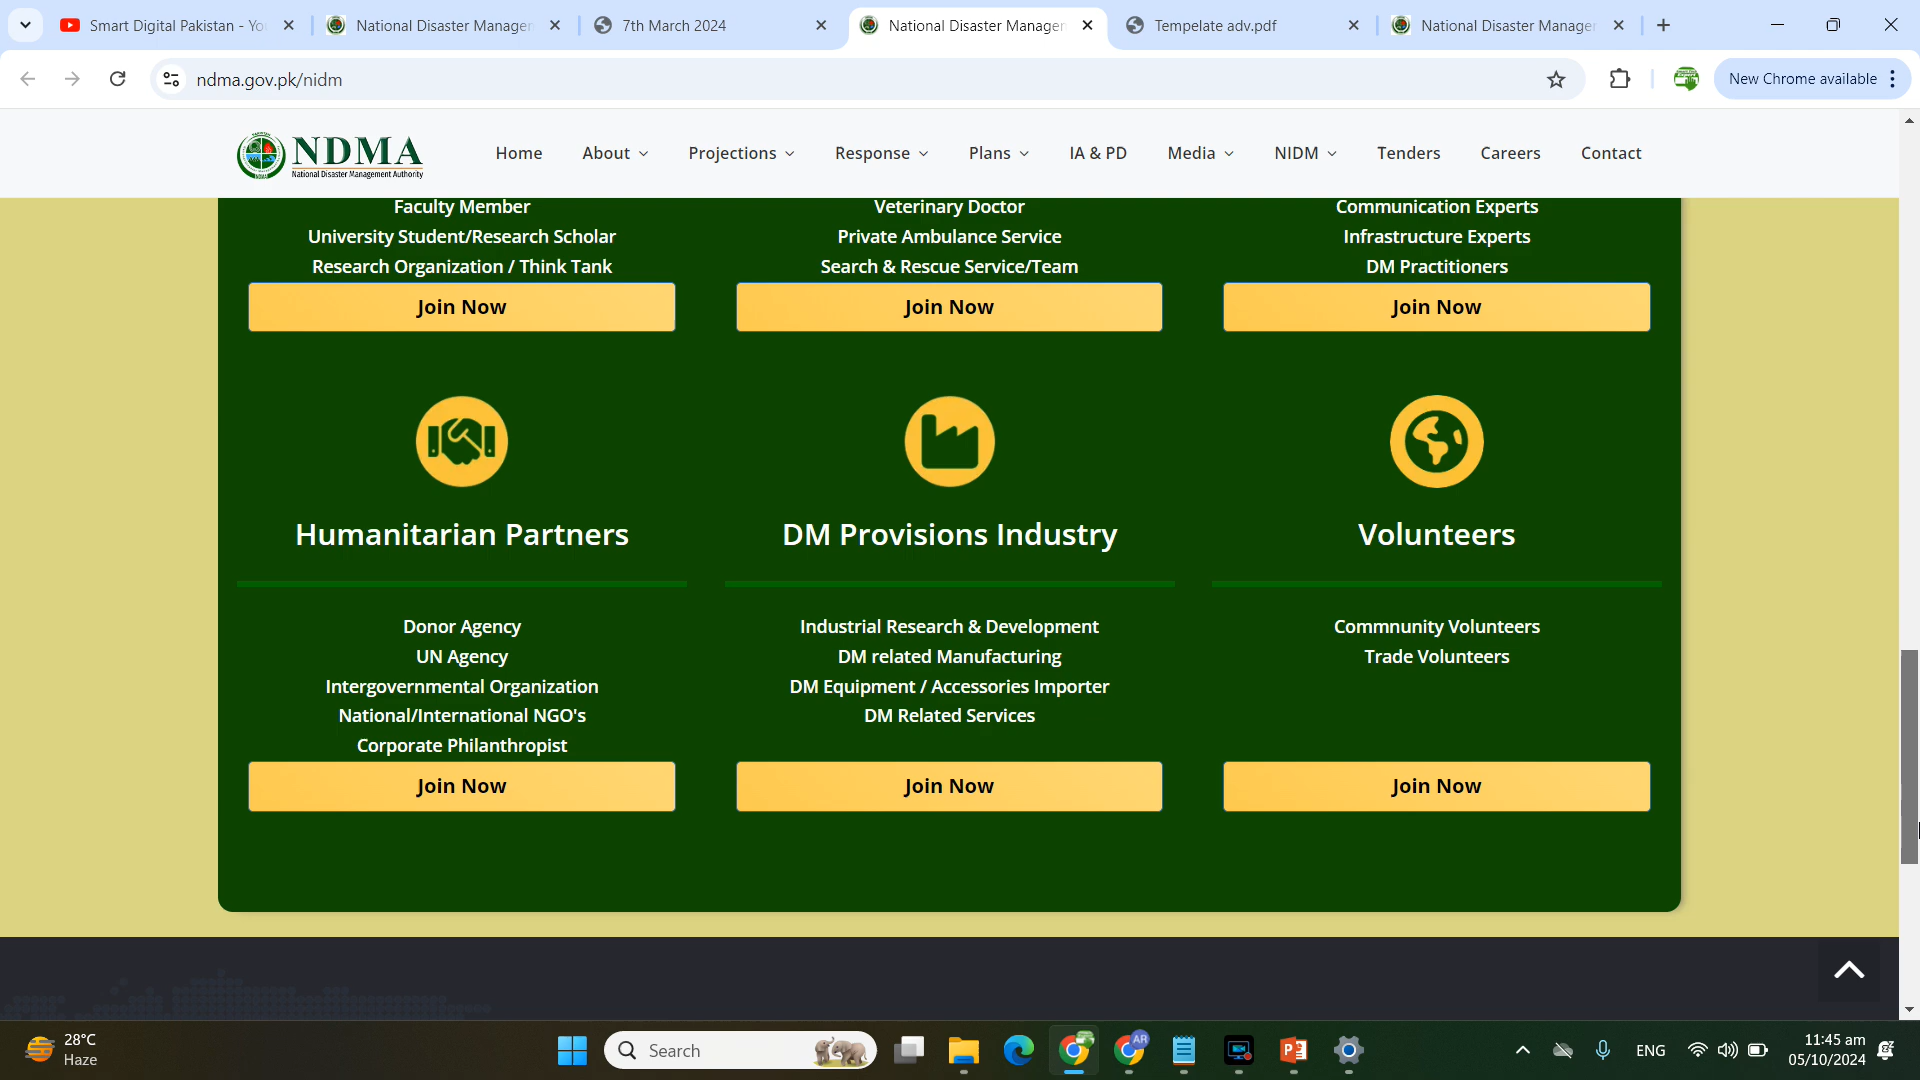 Smart Digital Pakistan - Yo
National Disaster Manager
7th March 2024
National Disaster Manager
Tempelate adv.pdf
National Disaster Manager
ndma.gov.pk/nidm
New Chrome available
NDMA
National Disaster Management Authority
Home
About
Projections
Response
Plans
IA & PD
Media
NIDM
Tenders
Careers
Contact
Faculty Member
University Student/Research Scholar
Research Organization / Think Tank
Join Now
Veterinary Doctor
Private Ambulance Service
Search & Rescue Service/Team
Join Now
Communication Experts
Infrastructure Experts
DM Practitioners
Join Now
Humanitarian Partners
Donor Agency
UN Agency
Intergovernmental Organization
National/International NGO's
Corporate Philanthropist
Join Now
DM Provisions Industry
Industrial Research & Development
DM related Manufacturing
DM Equipment / Accessories Importer
DM Related Services
Join Now
Volunteers
Commnunity Volunteers
Trade Volunteers
Join Now
28°C
Haze
Search
AR
ENG
11:45 am
05/10/2024